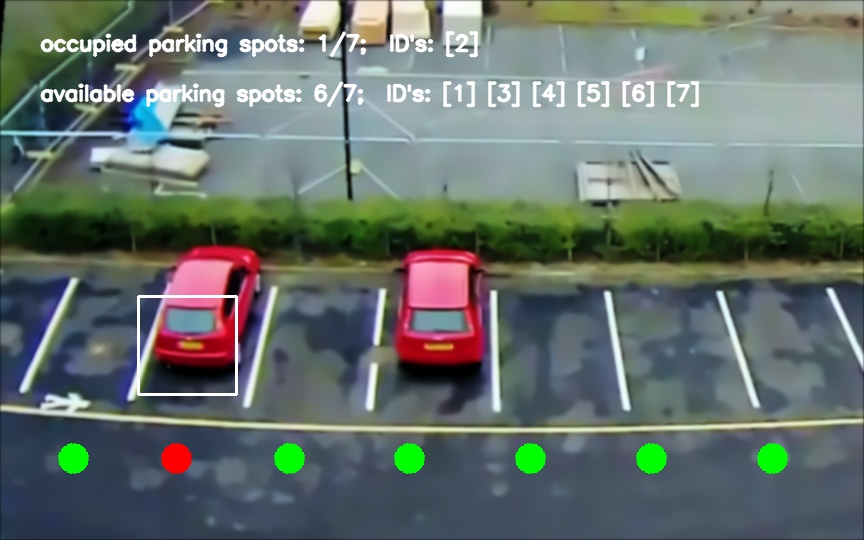 occupied parking spots: 1/7;  ID's: [2]
available parking spots: 6/7;  ID's: [1] [3] [4] [5] [6] [7]